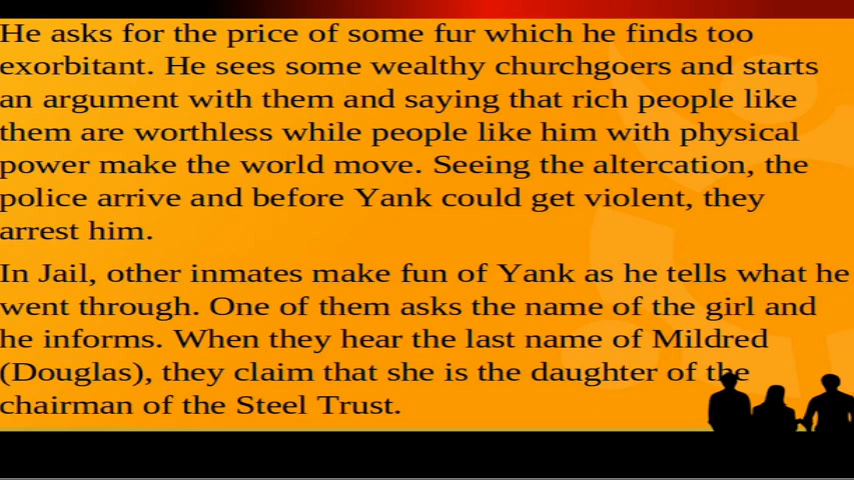 He asks for the price of some fur which he finds too
exorbitant. He sees some wealthy churchgoers and starts
an argument with them and saying that rich people like
them are worthless while people like him with physical
power make the world move. Seeing the altercation, the
police arrive and before Yank could get violent, they
arrest him.
In Jail, other inmates make fun of Yank as he tells what he
went through. One of them asks the name of the girl and
he informs. When they hear the last name of Mildred
(Douglas), they claim that she is the daughter of the
chairman of the Steel Trust.